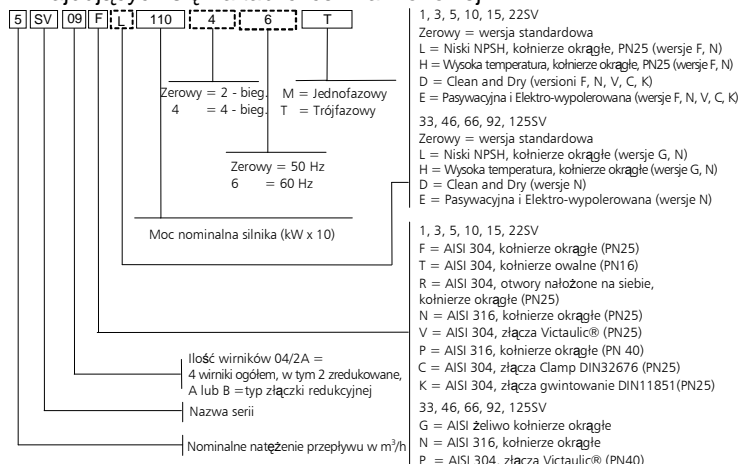 5 SV 09 F L 110 4 6 T
Zerowy = 2 - bieg.
4 = 4 - bieg.
M = Jednofazowy
T = Trójfazowy
Zerowy = 50 Hz
6 = 60 Hz
Moc nominalna silnika (kW x 10)
Ilość wirników 04/2A =
4 wirniki ogółem, w tym 2 zredukowane,
A lub B =typ złączki redukcyjnej
Nazwa serii
Nominalne natężenie przepływu w m³/h
1, 3, 5, 10, 15, 22SV
Zerowy = wersja standardowa
L = Niski NPSH, kołnierze okrągłe, PN25 (wersje F, N)
H = Wysoka temperatura, kołnierze okrągłe, PN25 (wersje F, N)
D = Clean and Dry (versioni F, N, V, C, K)
E = Pasywacyjna i Elektro-wypolerowana (wersje F, N, V, C, K)
33, 46, 66, 92, 125SV
Zerowy = wersja standardowa
L = Niski NPSH, kołnierze okrągłe (wersje G, N)
H = Wysoka temperatura, kołnierze okrągłe (wersje G, N)
D = Clean and Dry (wersje N)
E = Pasywacyjna i Elektro-wypolerowana (wersje N)
1, 3, 5, 10, 15, 22SV
F = AISI 304, kołnierze okrągłe (PN25)
T = AISI 304, kołnierze owalne (PN16)
R = AISI 304, otwory nałożone na siebie,
kołnierze okrągłe (PN25)
N = AISI 316, kołnierze okrągłe (PN25)
V = AISI 304, złącza Victaulic® (PN25)
P = AISI 316, kołnierze okrągłe (PN 40)
C = AISI 304, złącza Clamp DIN32676 (PN25)
K = AISI 304, złącza gwintowanie DIN11851(PN25)
33, 46, 66, 92, 125SV
G = AISI żeliwo kołnierze okrągłe
N = AISI 316, kołnierze okrągłe
P = AISI 304, złącza Victaulic® (PN40)